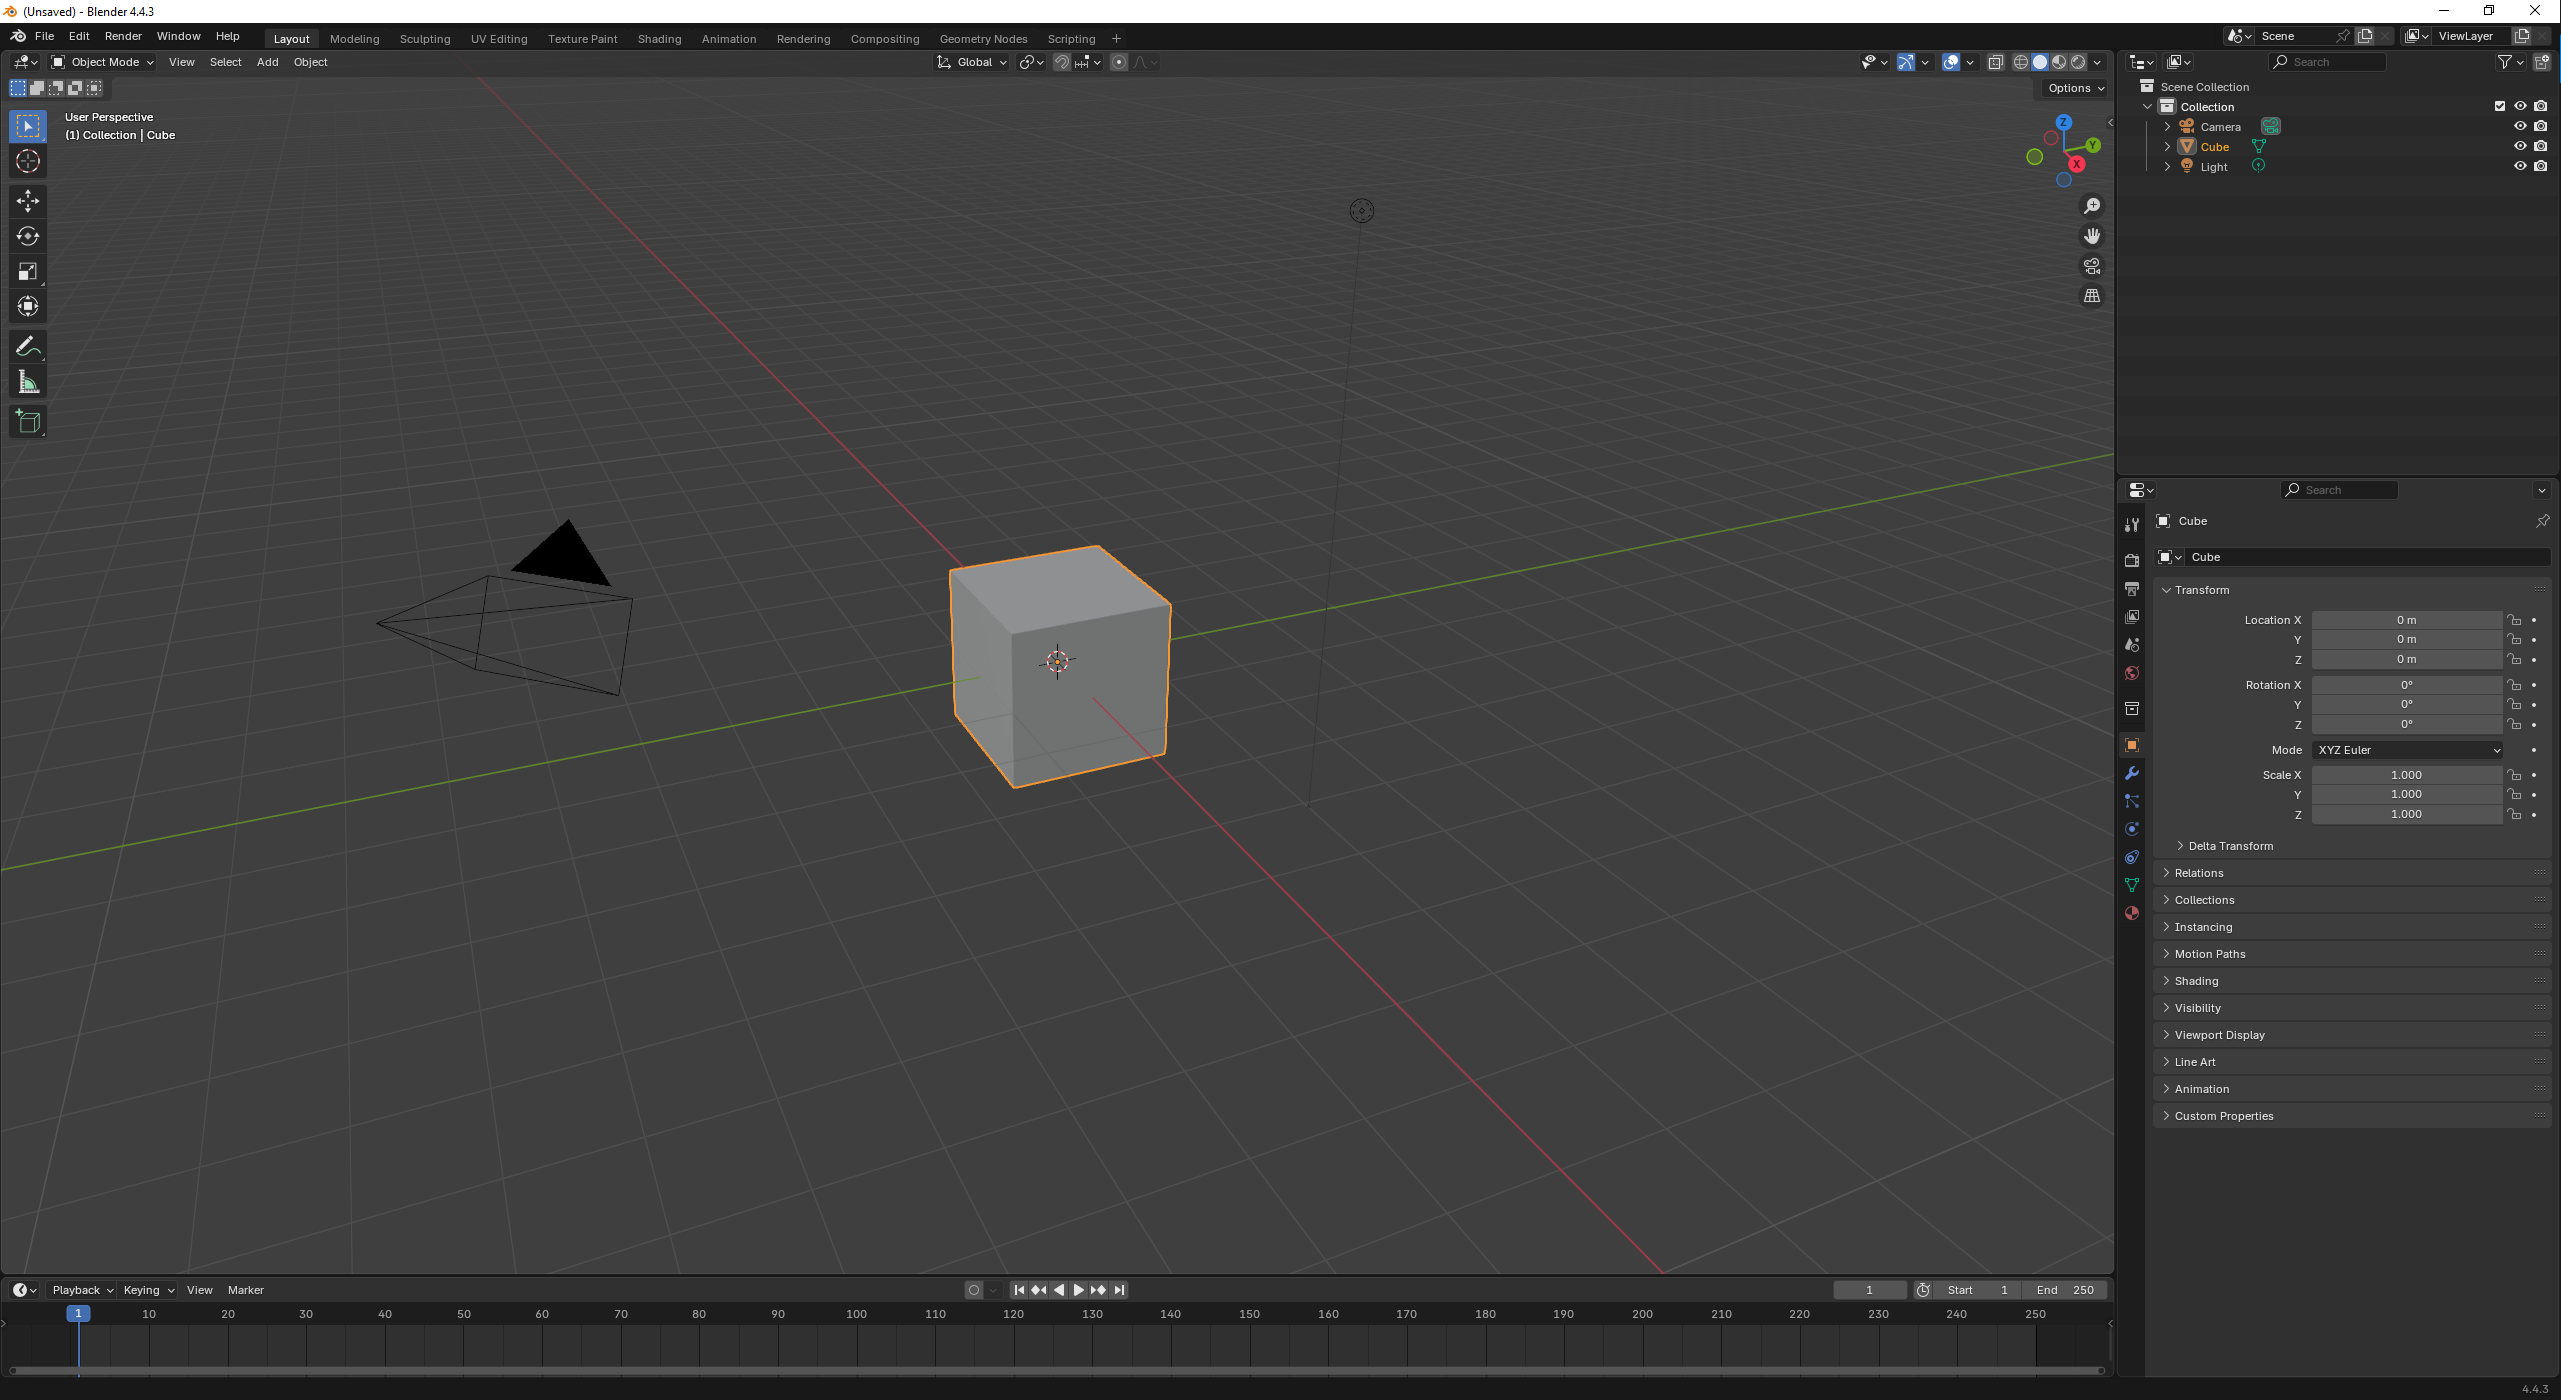 (Unsaved) - Blender 4.4.3
File Edit Render Window Help Layout Modeling Sculpting UV Editing Texture Paint Shading Animation Rendering Compositing Geometry Nodes Scripting + Scene ViewLayer
Object Mode View Select Add Object Global Search
Options
User Perspective
(1) Collection | Cube
Z
Y
X
Scene Collection
Collection
Camera
Cube
Light
Search
Cube
Cube
Transform
Location X 0 m
Y 0 m
Z 0 m
Rotation X 0°
Y 0°
Z 0°
Mode XYZ Euler
Scale X 1.000
Y 1.000
Z 1.000
Delta Transform
Relations
Collections
Instancing
Motion Paths
Shading
Visibility
Viewport Display
Line Art
Animation
Custom Properties
Playback Keying View Marker 1 Start 1 End 250
1 10 20 30 40 50 60 70 80 90 100 110 120 130 140 150 160 170 180 190 200 210 220 230 240 250
4.4.3